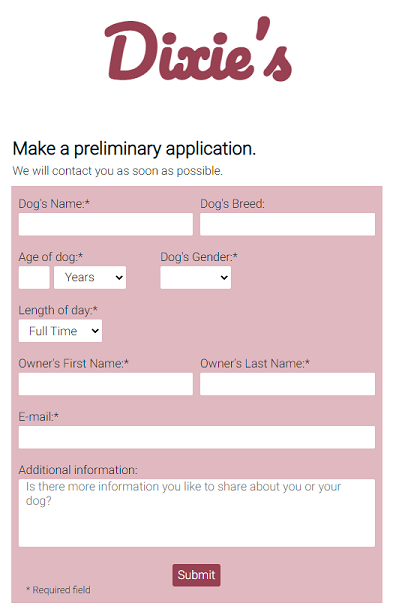 Dixie's
Make a preliminary application.
We will contact you as soon as possible.
Dog's Name:* Dog's Breed:
Age of dog:* Dog's Gender:*
Years
Length of day:*
Full Time
Owner's First Name:* Owner's Last Name:*
E-mail:*
Additional information:
Is there more information you like to share about you or your
dog?
Submit
* Required field